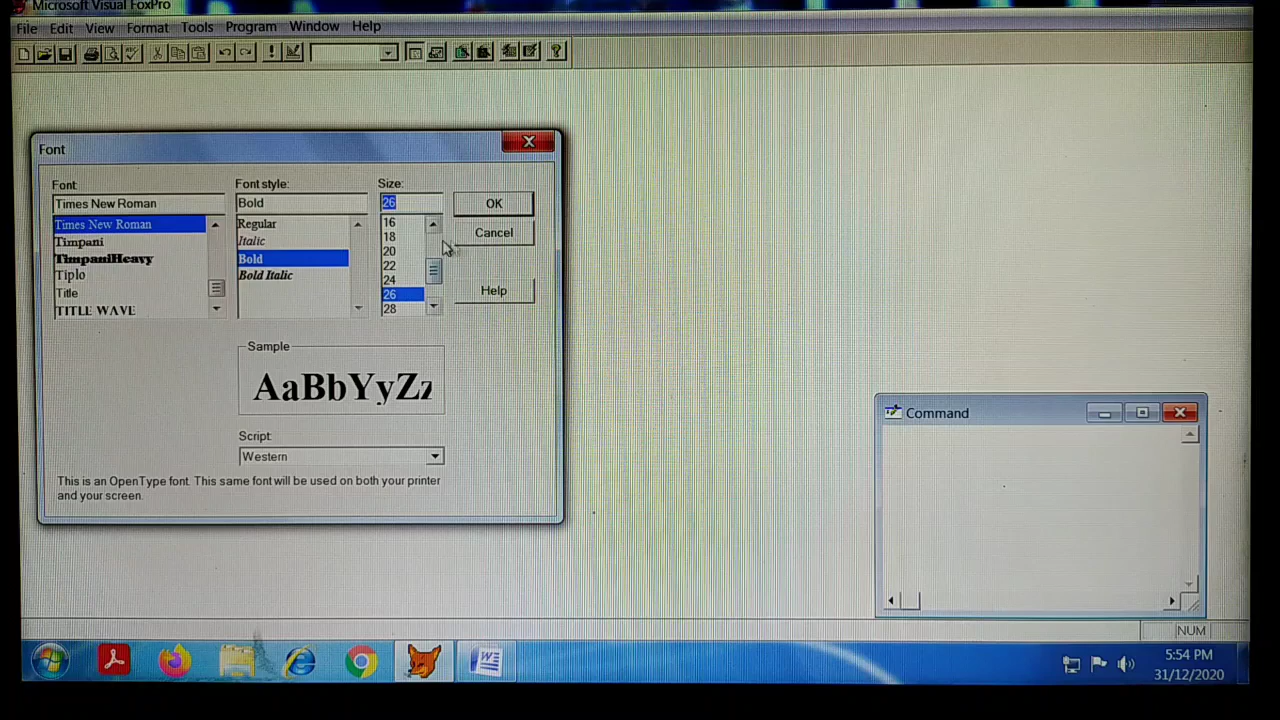 Microsoft Visual FoxPro
File Edit View Format Tools Program Window Help
Font
Font: Font style: Size:
Times New Roman Bold 26 OK
Times New Roman Regular 16
Timpani Italic 18 Cancel
TimpaniHeavy Bold 20
Tiplo Bold Italic 22
Title 24
TITLE WAVE 26 Help
28
Sample
AaBbYyZz
Script:
Western
This is an OpenType font. This same font will be used on both your printer
and your screen.
Command
NUM
5:54 PM
31/12/2020